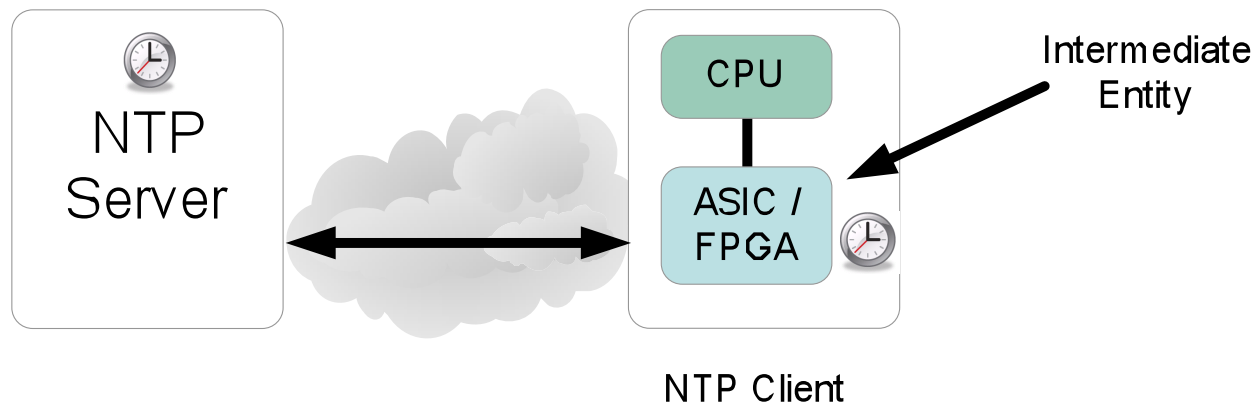 NTP
Server
CPU
ASIC /
FPGA
Intermediate
Entity
NTP Client